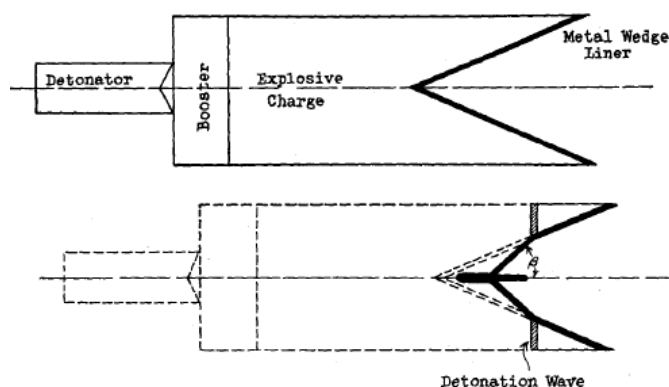 Metal Wedge
Liner
Detonator
Booster
Explosive
Charge
β
Detonation Wave